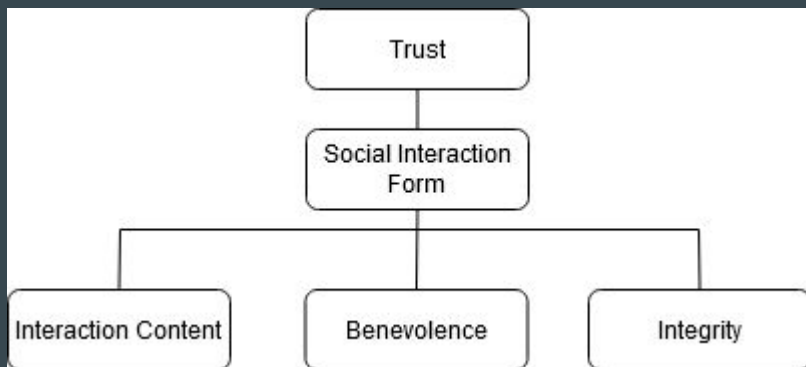 Trust
Social Interaction
Form
Interaction Content
Benevolence
Integrity